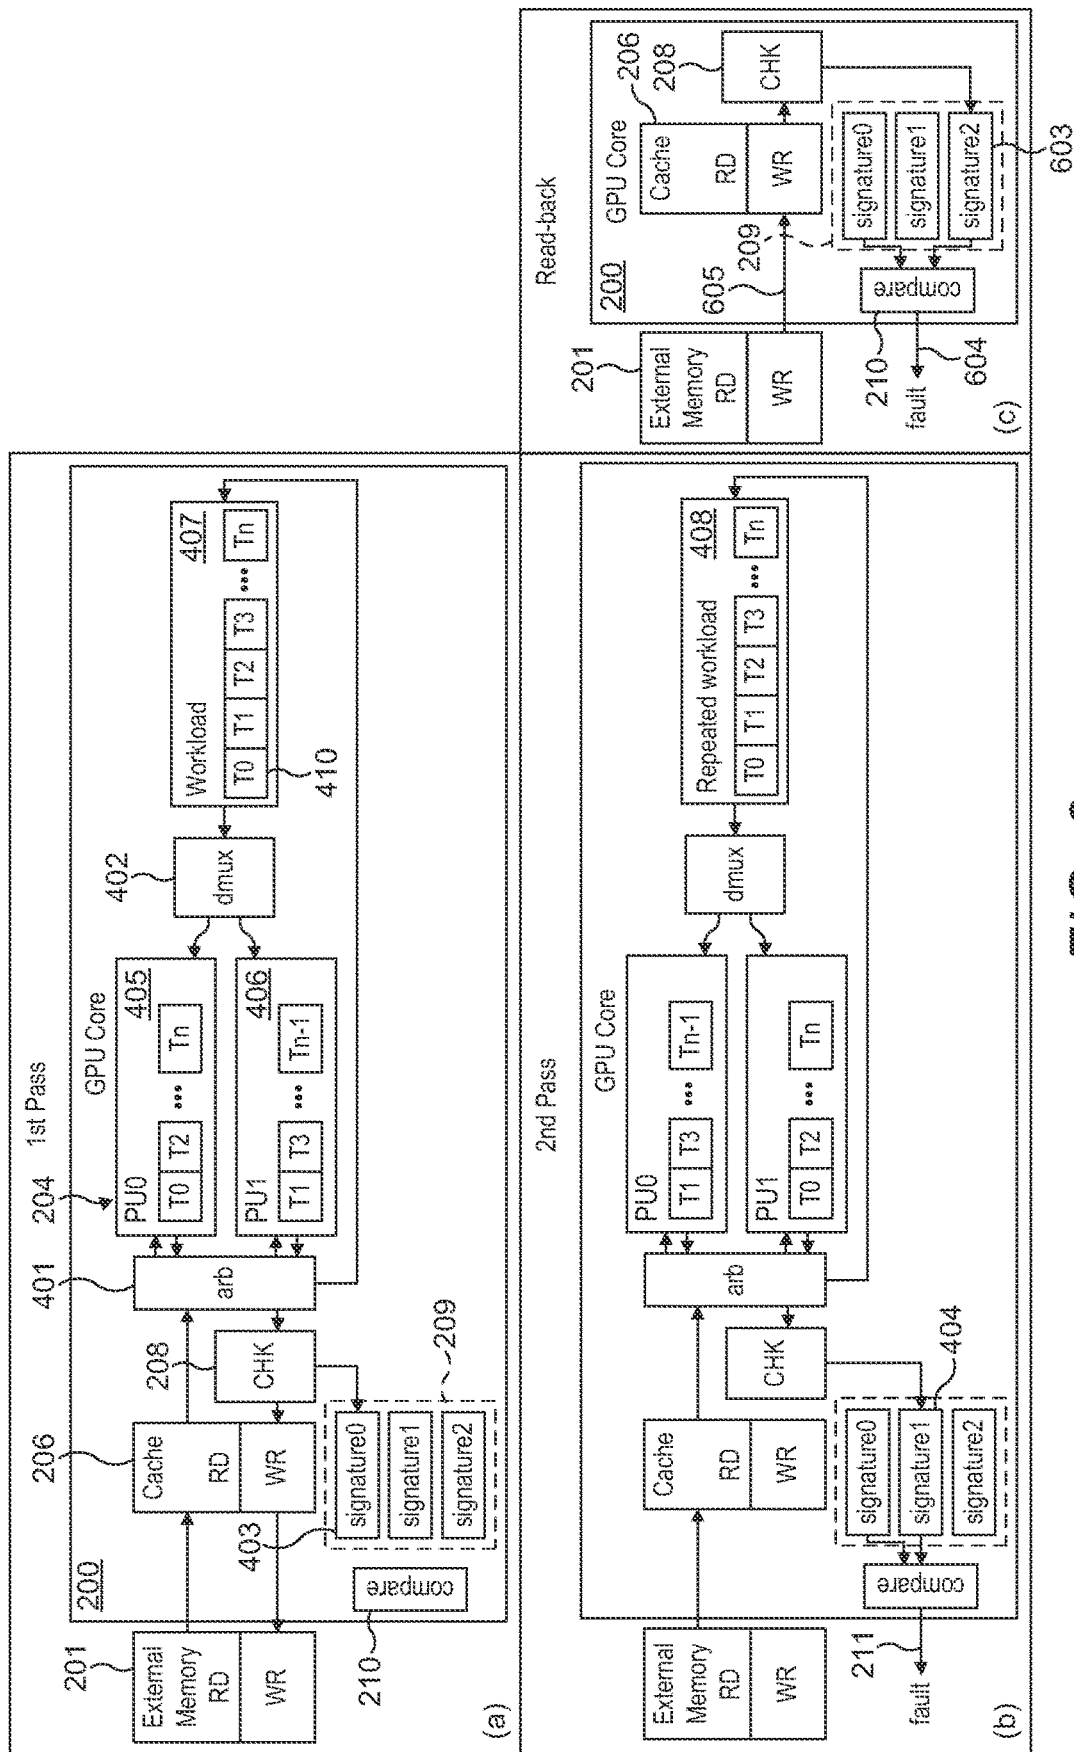 1st Pass
200
GPU Core
201
External
Memory
RD
WR
206
Cache
RD
WR
208
CHK
401
arb
204
PU0
405
T0
T2
•••
Tn
PU1
406
T1
T3
•••
Tn-1
402
dmux
Workload
407
T0
T1
T2
T3
•••
Tn
410
403
signature0
signature1
signature2
209
compare
210
(a)
2nd Pass
GPU Core
External
Memory
RD
WR
Cache
RD
WR
CHK
arb
PU0
T1
T3
•••
Tn-1
PU1
T0
T2
•••
Tn
dmux
Repeated workload
408
T0
T1
T2
T3
•••
Tn
signature0
signature1
signature2
404
compare
211
fault
(b)
Read-back
200
GPU Core
201
External
Memory
RD
WR
605
206
Cache
RD
WR
208
CHK
209
signature0
signature1
signature2
603
compare
210
604
fault
(c)